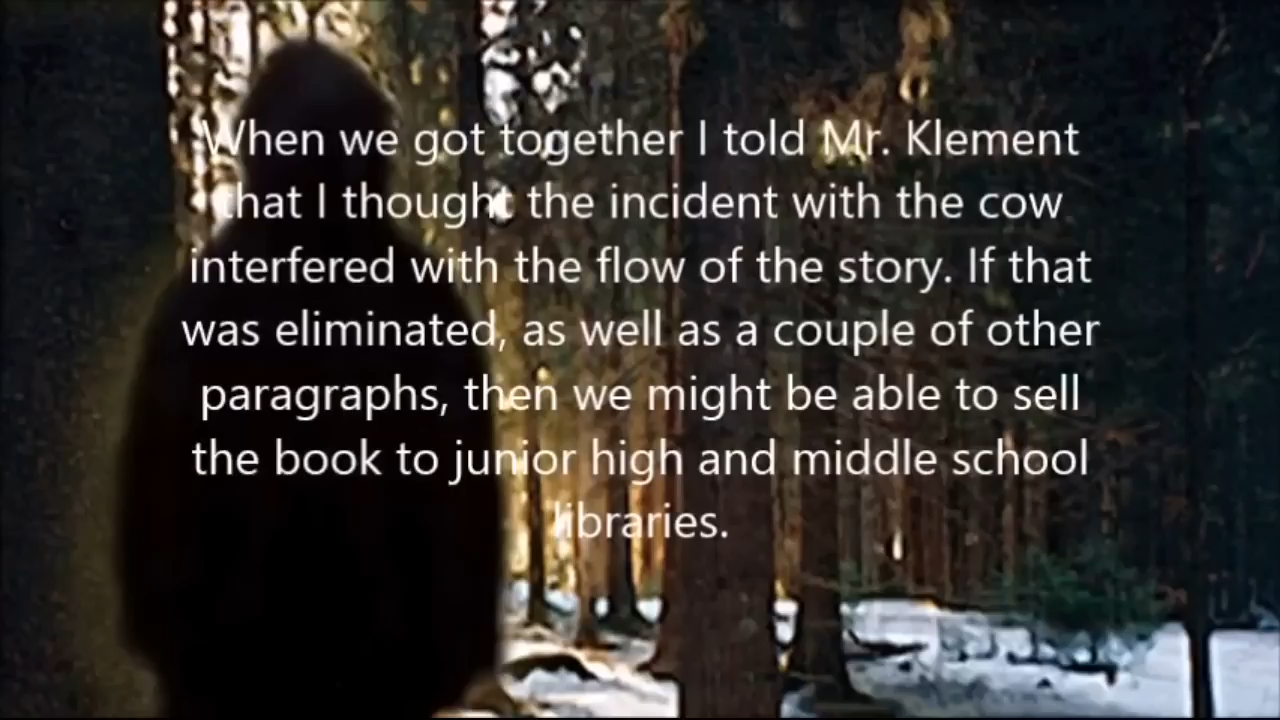 When we got together I told Mr. Klement
that I thought the incident with the cow
interfered with the flow of the story. If that
was eliminated, as well as a couple of other
paragraphs, then we might be able to sell
the book to junior high and middle school
libraries.